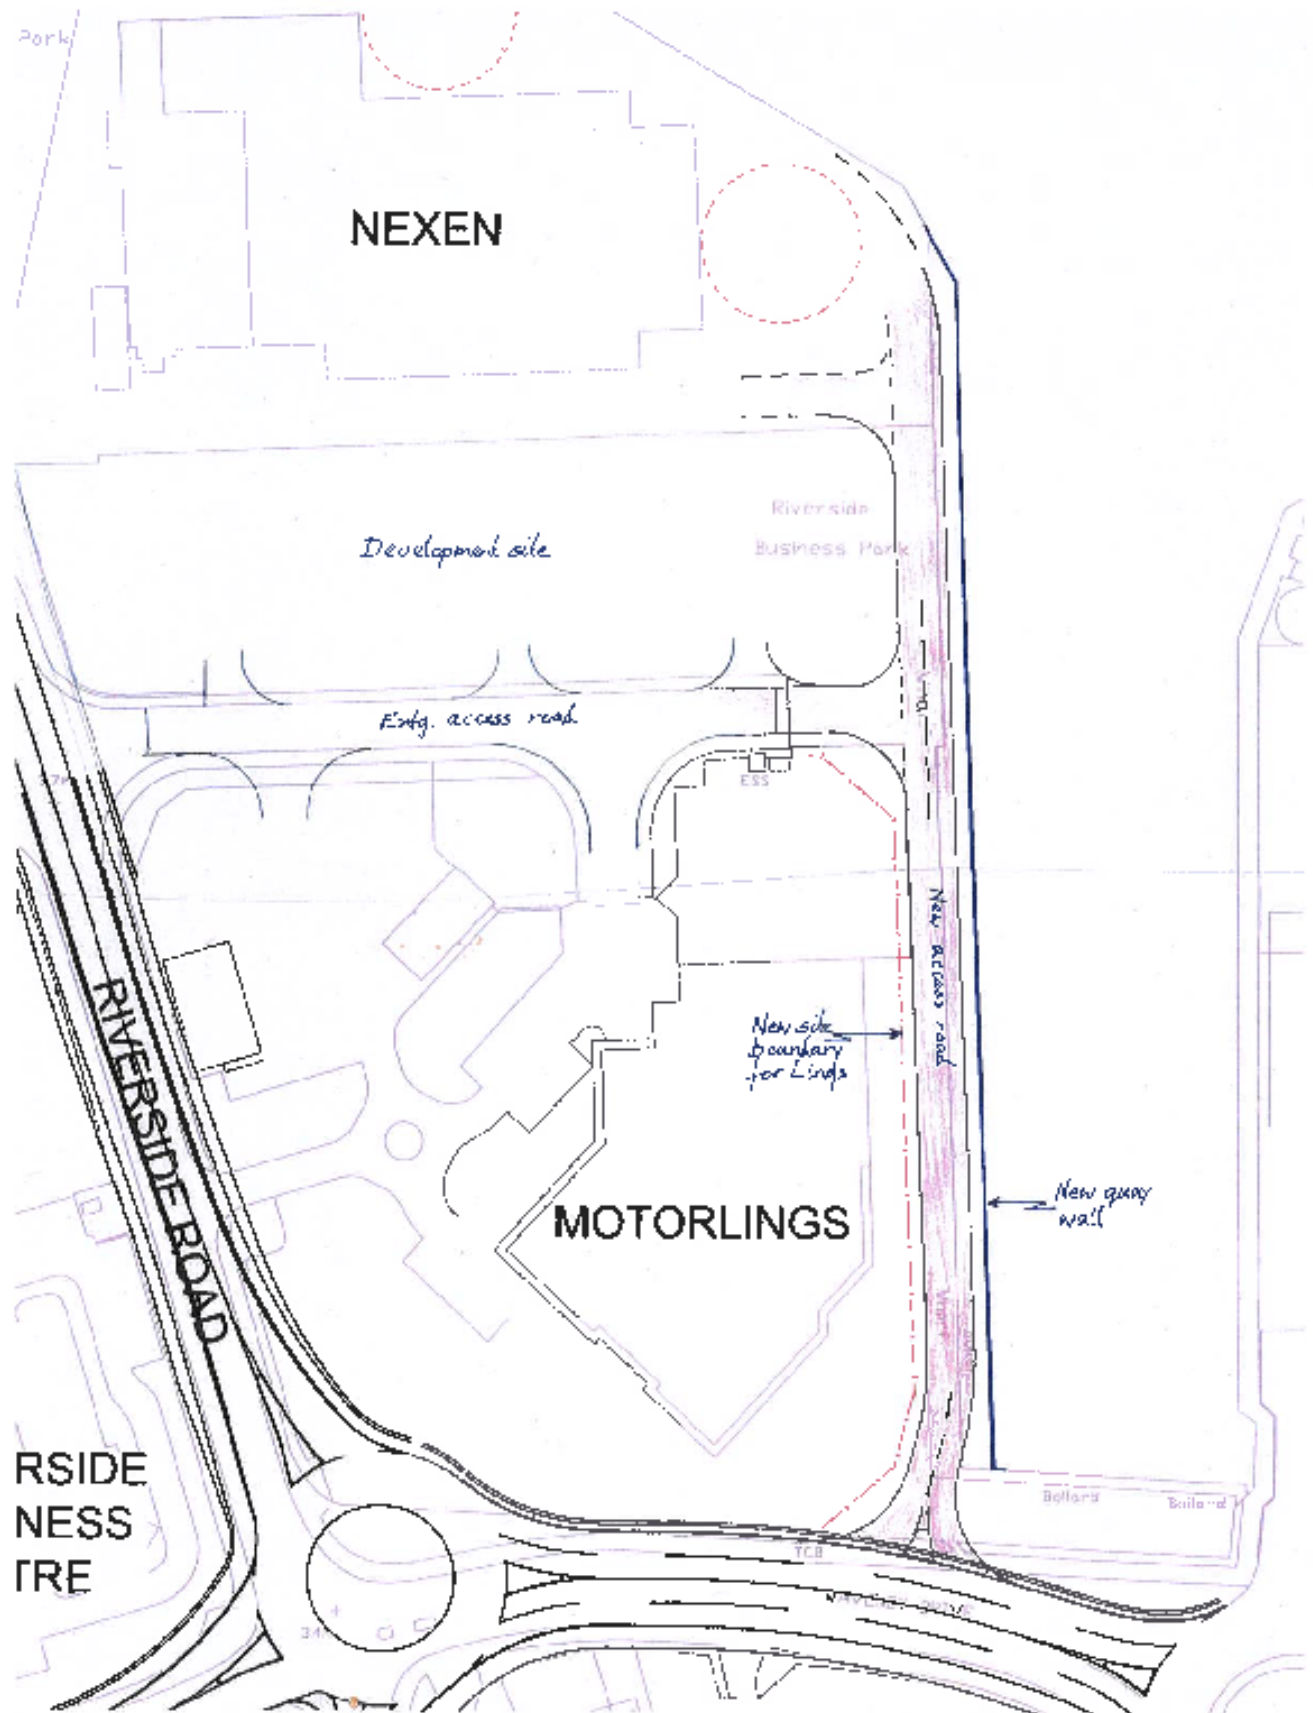 Park
NEXEN
Riverside
Business Park
Development site
Extg. access road
ESS
New access road
RIVERSIDE ROAD
New site
boundary
for Lings
MOTORLINGS
New quay
wall
RSIDE
NESS
TRE
Bollard
Bollard
TCB